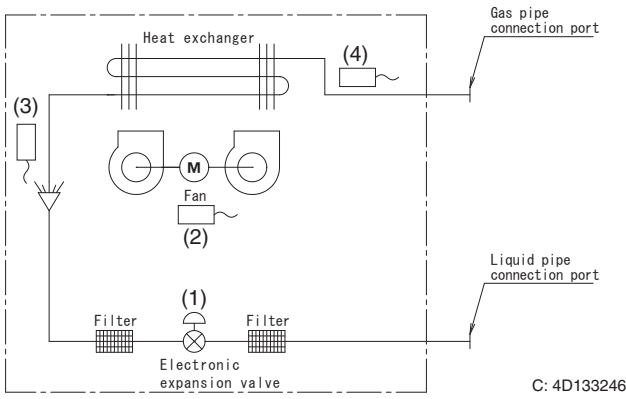 Gas pipe
connection port
Heat exchanger
(4)
(3)
M
Fan
(2)
Liquid pipe
connection port
(1)
Filter
Filter
Electronic
expansion valve
C: 4D133246